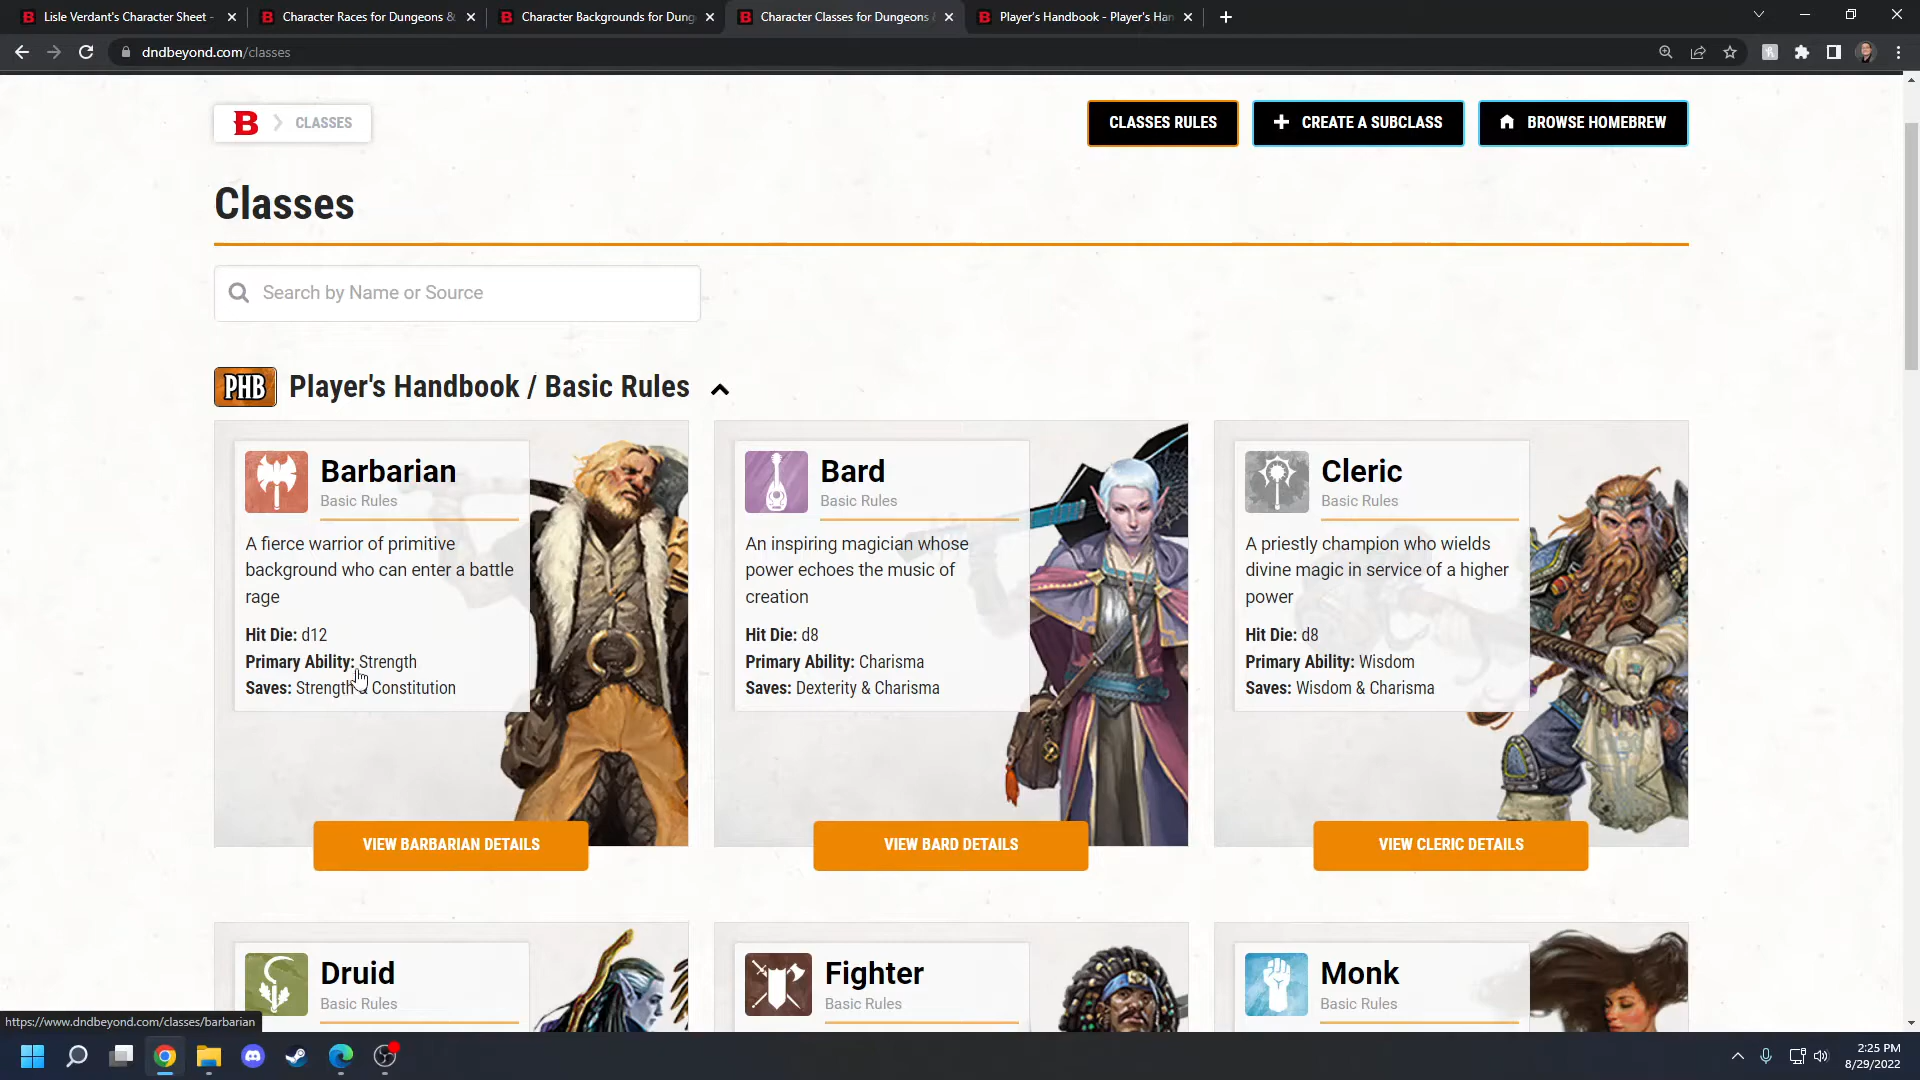 Lisle Verdant's Character Sheet -
Character Races for Dungeons &
Character Backgrounds for Dung
Character Classes for Dungeons
Player's Handbook - Player's Han
dndbeyond.com/classes
B CLASSES
CLASSES RULES
CREATE A SUBCLASS
BROWSE HOMEBREW
Classes
Search by Name or Source
PHB Player's Handbook / Basic Rules
Barbarian
Basic Rules
A fierce warrior of primitive
background who can enter a battle
rage
Hit Die: d12
Primary Ability: Strength
Saves: Strength & Constitution
VIEW BARBARIAN DETAILS
Bard
Basic Rules
An inspiring magician whose
power echoes the music of
creation
Hit Die: d8
Primary Ability: Charisma
Saves: Dexterity & Charisma
VIEW BARD DETAILS
Cleric
Basic Rules
A priestly champion who wields
divine magic in service of a higher
power
Hit Die: d8
Primary Ability: Wisdom
Saves: Wisdom & Charisma
VIEW CLERIC DETAILS
Druid
Basic Rules
Fighter
Basic Rules
Monk
Basic Rules
https://www.dndbeyond.com/classes/barbarian
2:25 PM
8/29/2022